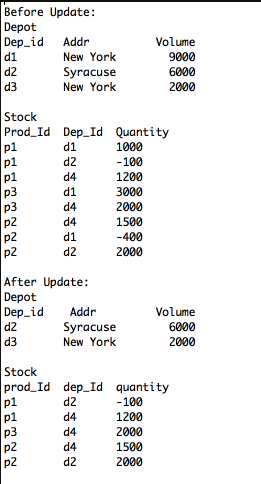 Before Update:
Depot
Dep_id Addr Volume
d1 New York 9000
d2 Syracuse 6000
d3 New York 2000
Stock
Prod_Id Dep_Id Quantity
p1 d1 1000
p1 d2 -100
p1 d4 1200
p3 d1 3000
p3 d4 2000
p2 d4 1500
p2 d1 -400
p2 d2 2000
After Update:
Depot
Dep_id Addr Volume
d2 Syracuse 6000
d3 New York 2000
Stock
prod_Id dep_Id quantity
p1 d2 -100
p1 d4 1200
p3 d4 2000
p2 d4 1500
p2 d2 2000